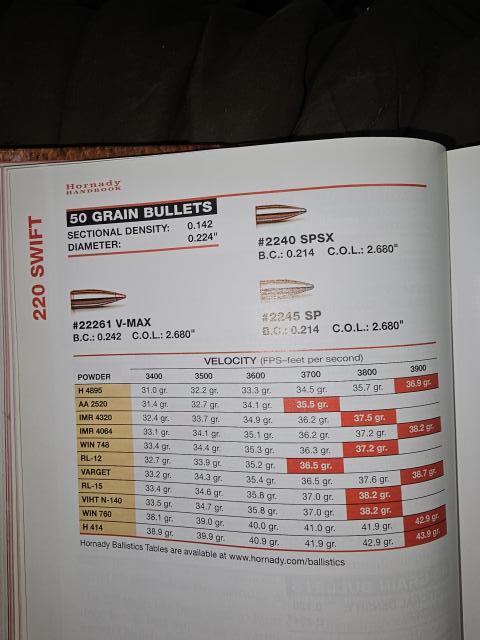 Hornady
HANDBOOK
220 SWIFT
50 GRAIN BULLETS
SECTIONAL DENSITY: 0.142
DIAMETER: 0.224"
#2240 SPSX
B.C.: 0.214 C.O.L.: 2.680"
#22261 V-MAX
B.C.: 0.242 C.O.L.: 2.680"
#2245 SP
B.C.: 0.214 C.O.L.: 2.680"
VELOCITY (FPS–feet per second)
POWDER 3400 3500 3600 3700 3800 3900
H 4895 31.0 gr. 32.2 gr. 33.3 gr. 34.5 gr. 35.7 gr. 36.9 gr.
AA 2520 31.4 gr. 32.7 gr. 34.1 gr. 35.5 gr.
IMR 4320 32.4 gr. 33.7 gr. 34.9 gr. 36.2 gr. 37.5 gr.
IMR 4064 33.1 gr. 34.1 gr. 35.1 gr. 36.2 gr. 37.2 gr. 38.2 gr.
WIN 748 33.4 gr. 34.4 gr. 35.3 gr. 36.3 gr. 37.2 gr.
RL-12 32.7 gr. 33.9 gr. 35.2 gr. 36.5 gr.
VARGET 33.2 gr. 34.3 gr. 35.4 gr. 36.5 gr. 37.6 gr. 38.7 gr.
RL-15 33.4 gr. 34.6 gr. 35.8 gr. 37.0 gr. 38.2 gr.
VIHT N-140 33.5 gr. 34.7 gr. 35.8 gr. 37.0 gr. 38.2 gr.
WIN 760 38.1 gr. 39.0 gr. 40.0 gr. 41.0 gr. 41.9 gr. 42.9 gr.
H 414 38.9 gr. 39.9 gr. 40.9 gr. 41.9 gr. 42.9 gr. 43.9 gr.
Hornady Ballistics Tables are available at www.hornady.com/ballistics